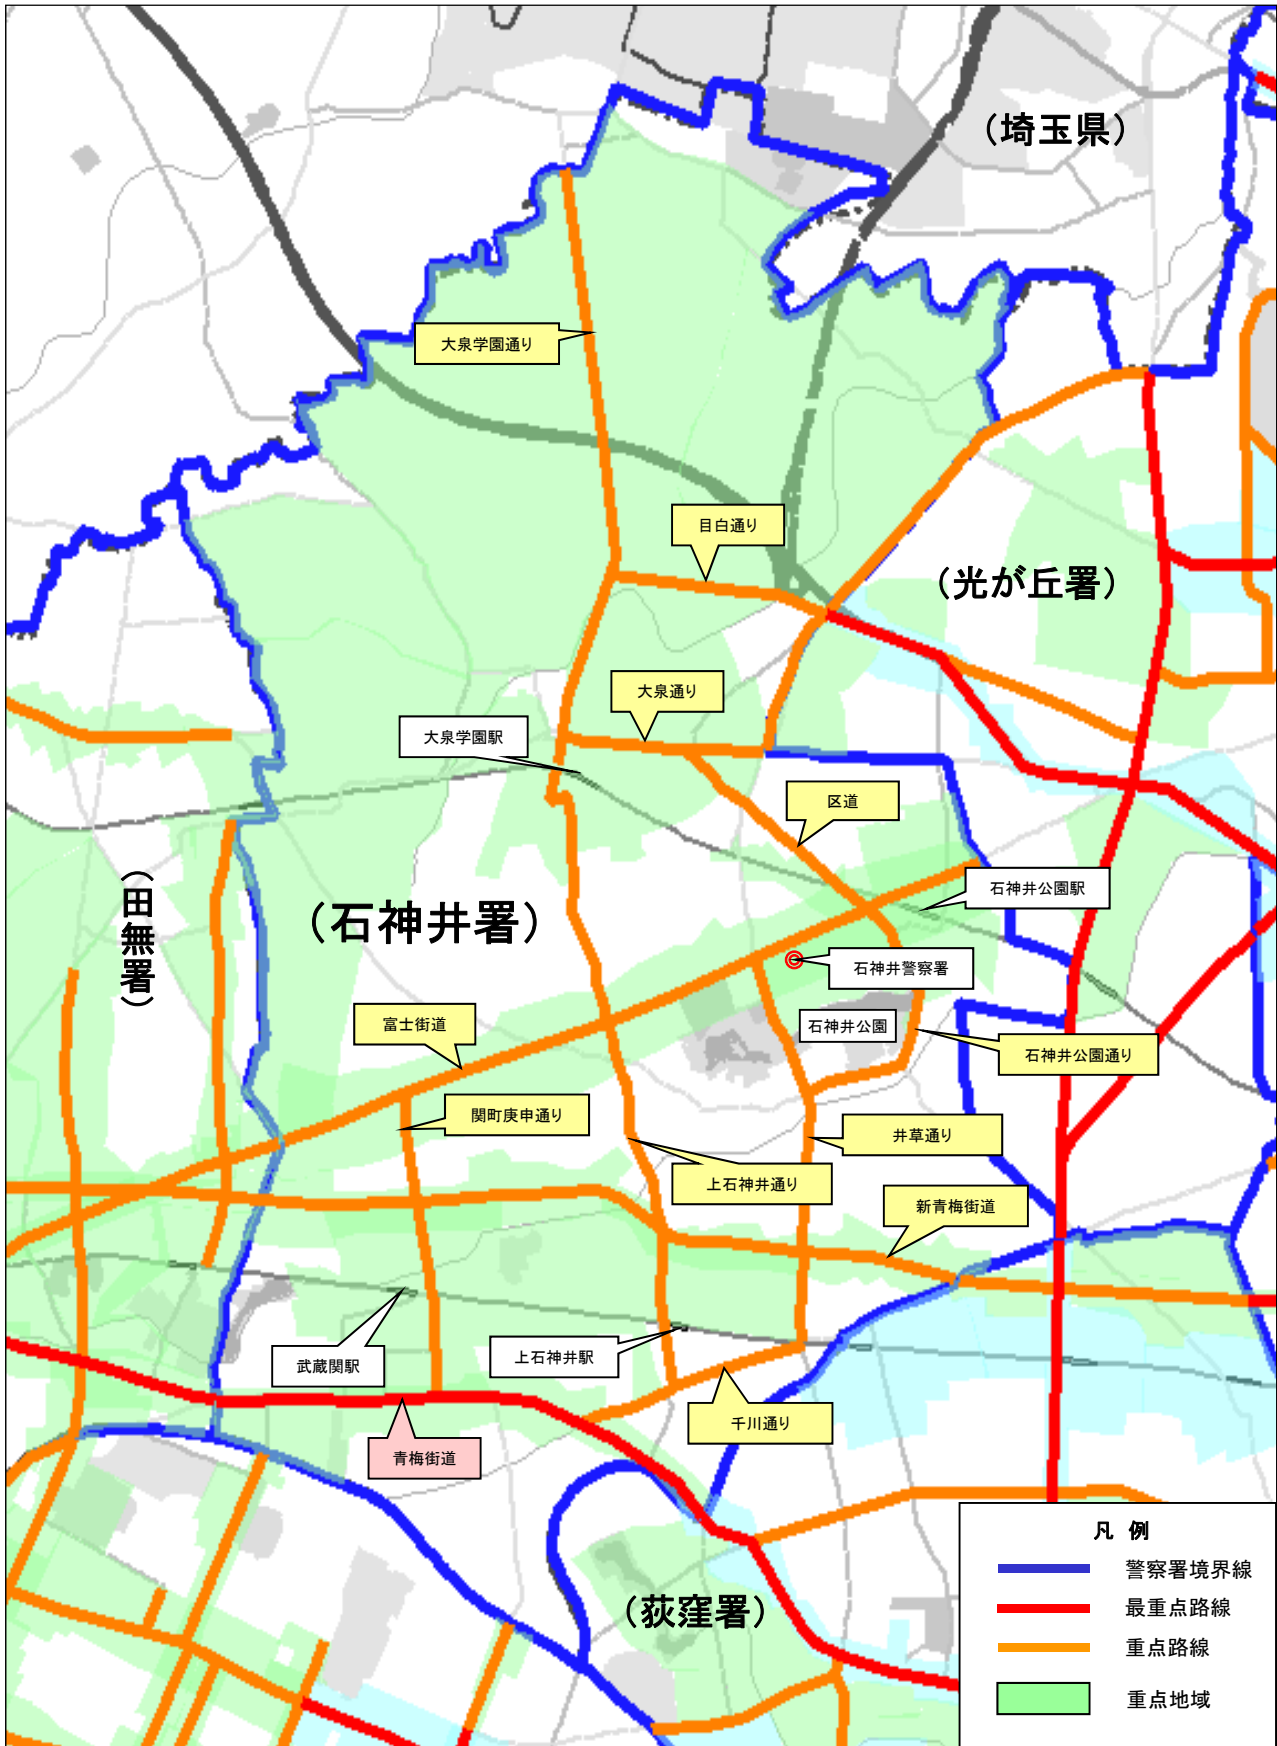 (埼玉県)
大泉学園通り
目白通り
(光が丘署)
大泉通り
大泉学園駅
区道
石神井公園駅
(田無署)
(石神井署)
石神井警察署
富士街道
石神井公園
石神井公園通り
関町庚申通り
井草通り
上石神井通り
新青梅街道
武蔵関駅
上石神井駅
千川通り
青梅街道
(荻窪署)
凡 例
警察署境界線
最重点路線
重点路線
重点地域